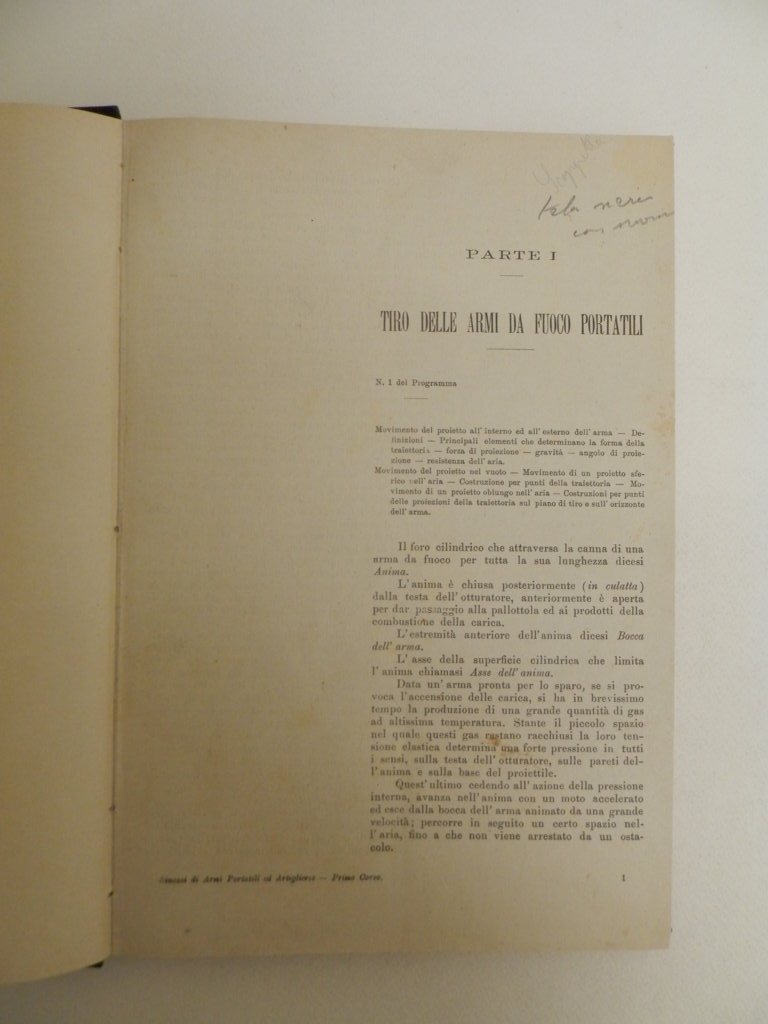 tela
con
PARTE I
TIRO DELLE ARMI DA FUOCO PORTATILI
N. 1 del Programma
Movimento del proietto all' interno ed all' esterno dell' arma — De-
finizioni — Principali elementi che determinano la forma della
traiettoria — forza di proiezione — gravità — angolo di proie-
zione — resistenza dell' aria.
Movimento del proietto nel vuoto — Movimento di un proietto sfe-
rico nell' aria — Costruzione per punti della traiettoria — Mo-
vimento di un proietto oblungo nell' aria — Costruzioni per punti
delle proiezioni della traiettoria sul piano di tiro e sull' orizzonte
dell' arma.
Il foro cilindrico che attraversa la canna di una
arma da fuoco per tutta la sua lunghezza dicesi
Anima.
L' anima è chiusa posteriormente (in culatta)
dalla testa dell' otturatore, anteriormente è aperta
per dar passaggio alla pallottola ed ai prodotti della
combustione della carica.
L' estremità anteriore dell' anima dicesi Bocca
dell' arma.
L' asse della superficie cilindrica che limita
l' anima chiamasi Asse dell' anima.
Data un' arma pronta per lo sparo, se si pro-
voca l' accensione delle carica, si ha in brevissimo
tempo la produzione di una grande quantità di gas
ad altissima temperatura. Stante il piccolo spazio
nel quale questi gas restano racchiusi la loro ten-
sione elastica determina una forte pressione in tutti
i sensi, sulla testa dell' otturatore, sulle pareti del-
l' anima e sulla base del proiettile.
Quest' ultimo cedendo all' azione della pressione
interna, avanza nell' anima con un moto accelerato
ed esce dalla bocca dell' arma animato da una grande
velocità; percorre in seguito un certo spazio nel-
l' aria, fino a che non viene arrestato da un osta-
colo.
Sinossi di Armi Portatili ed Artiglierie — Primo Corso. 1